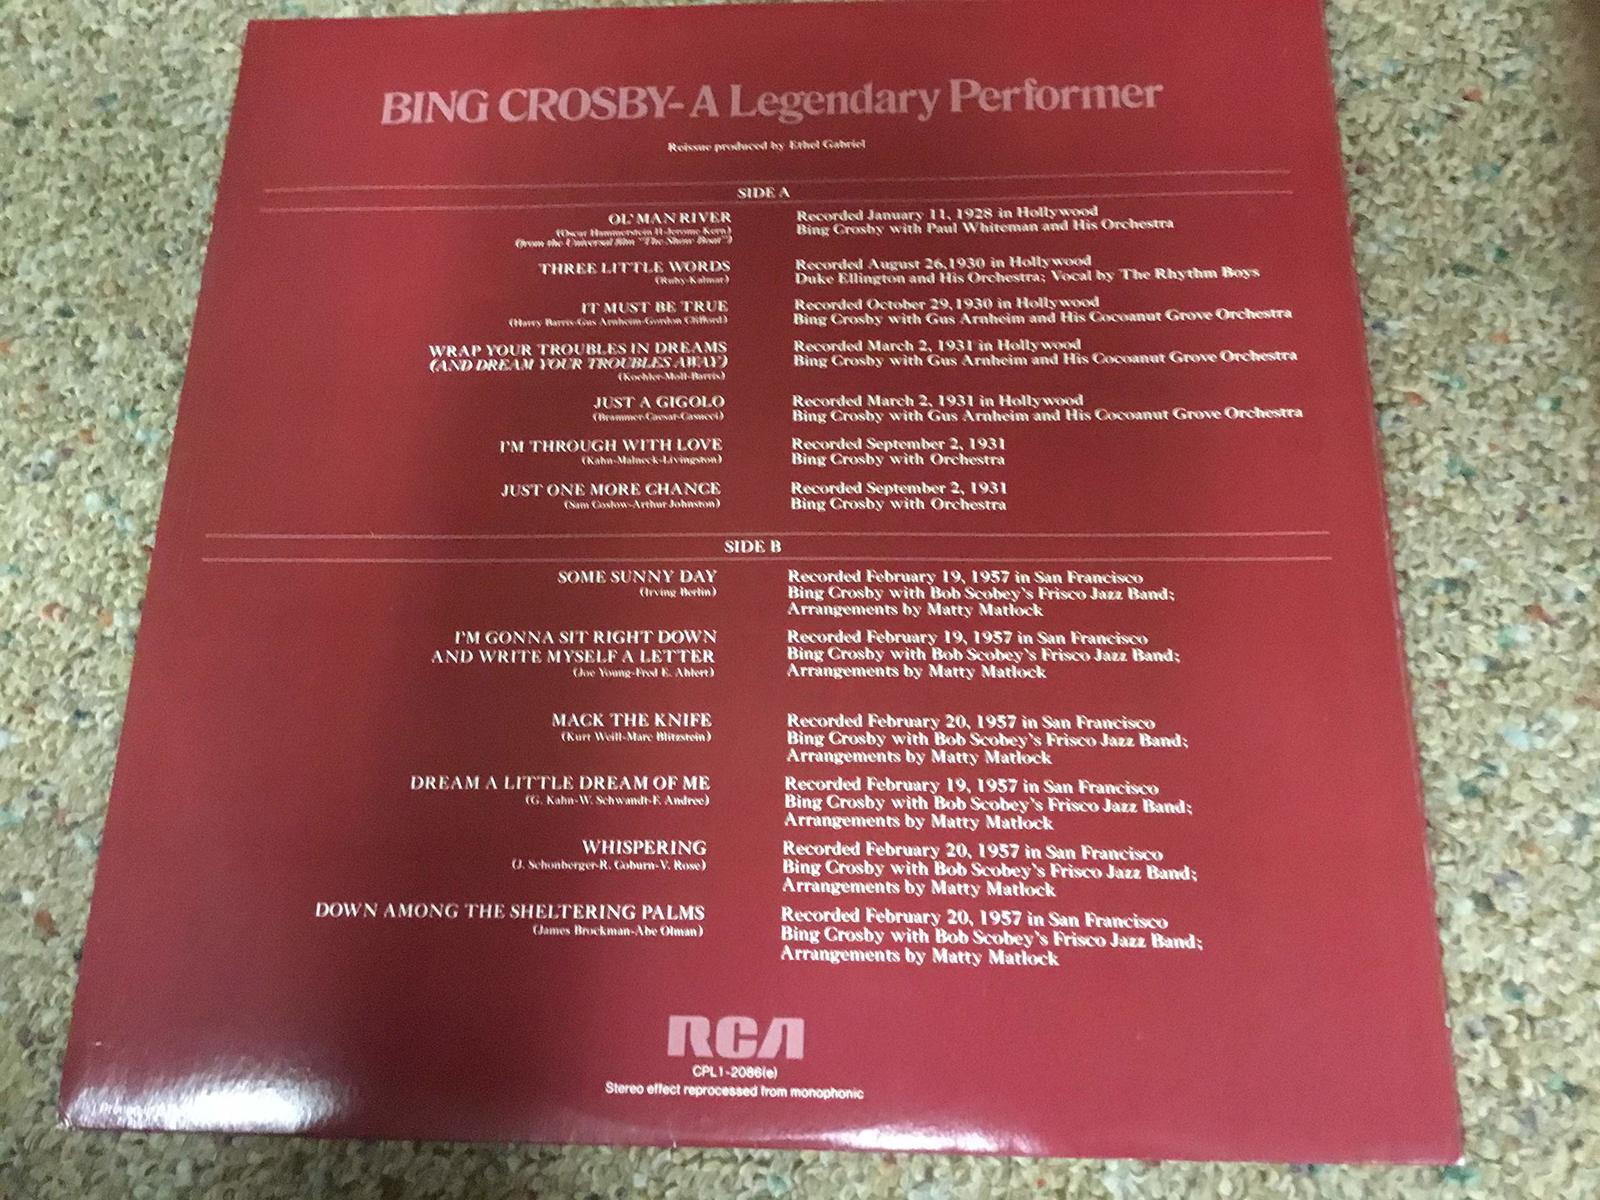 BING CROSBY-A Legendary Performer
Reissue produced by Ethel Gabriel
SIDE A
OL' MAN RIVER
(Oscar Hammerstein II-Jerome Kern)
(from the Universal film "The Show Boat")
Recorded January 11, 1928 in Hollywood
Bing Crosby with Paul Whiteman and His Orchestra
THREE LITTLE WORDS
(Ruby-Kalmar)
Recorded August 26,1930 in Hollywood
Duke Ellington and His Orchestra; Vocal by The Rhythm Boys
IT MUST BE TRUE
(Harry Barris-Gus Arnheim-Gordon Clifford)
Recorded October 29,1930 in Hollywood
Bing Crosby with Gus Arnheim and His Cocoanut Grove Orchestra
WRAP YOUR TROUBLES IN DREAMS
(AND DREAM YOUR TROUBLES AWAY)
(Koehler-Moll-Barris)
Recorded March 2, 1931 in Hollywood
Bing Crosby with Gus Arnheim and His Cocoanut Grove Orchestra
JUST A GIGOLO
(Brammer-Caesar-Casucci)
Recorded March 2, 1931 in Hollywood
Bing Crosby with Gus Arnheim and His Cocoanut Grove Orchestra
I'M THROUGH WITH LOVE
(Kahn-Malneck-Livingston)
Recorded September 2, 1931
Bing Crosby with Orchestra
JUST ONE MORE CHANCE
(Sam Coslow-Arthur Johnston)
Recorded September 2, 1931
Bing Crosby with Orchestra
SIDE B
SOME SUNNY DAY
(Irving Berlin)
Recorded February 19, 1957 in San Francisco
Bing Crosby with Bob Scobey's Frisco Jazz Band;
Arrangements by Matty Matlock
I'M GONNA SIT RIGHT DOWN
AND WRITE MYSELF A LETTER
(Joe Young-Fred E. Ahlert)
Recorded February 19, 1957 in San Francisco
Bing Crosby with Bob Scobey's Frisco Jazz Band;
Arrangements by Matty Matlock
MACK THE KNIFE
(Kurt Weill-Marc Blitzstein)
Recorded February 20, 1957 in San Francisco
Bing Crosby with Bob Scobey's Frisco Jazz Band;
Arrangements by Matty Matlock
DREAM A LITTLE DREAM OF ME
(G. Kahn-W. Schwandt-F. Andree)
Recorded February 19, 1957 in San Francisco
Bing Crosby with Bob Scobey's Frisco Jazz Band;
Arrangements by Matty Matlock
WHISPERING
(J. Schonberger-R. Coburn-V. Rose)
Recorded February 20, 1957 in San Francisco
Bing Crosby with Bob Scobey's Frisco Jazz Band;
Arrangements by Matty Matlock
DOWN AMONG THE SHELTERING PALMS
(James Brockman-Abe Olman)
Recorded February 20, 1957 in San Francisco
Bing Crosby with Bob Scobey's Frisco Jazz Band;
Arrangements by Matty Matlock
RCA
CPL1-2086(e)
Stereo effect reprocessed from monophonic